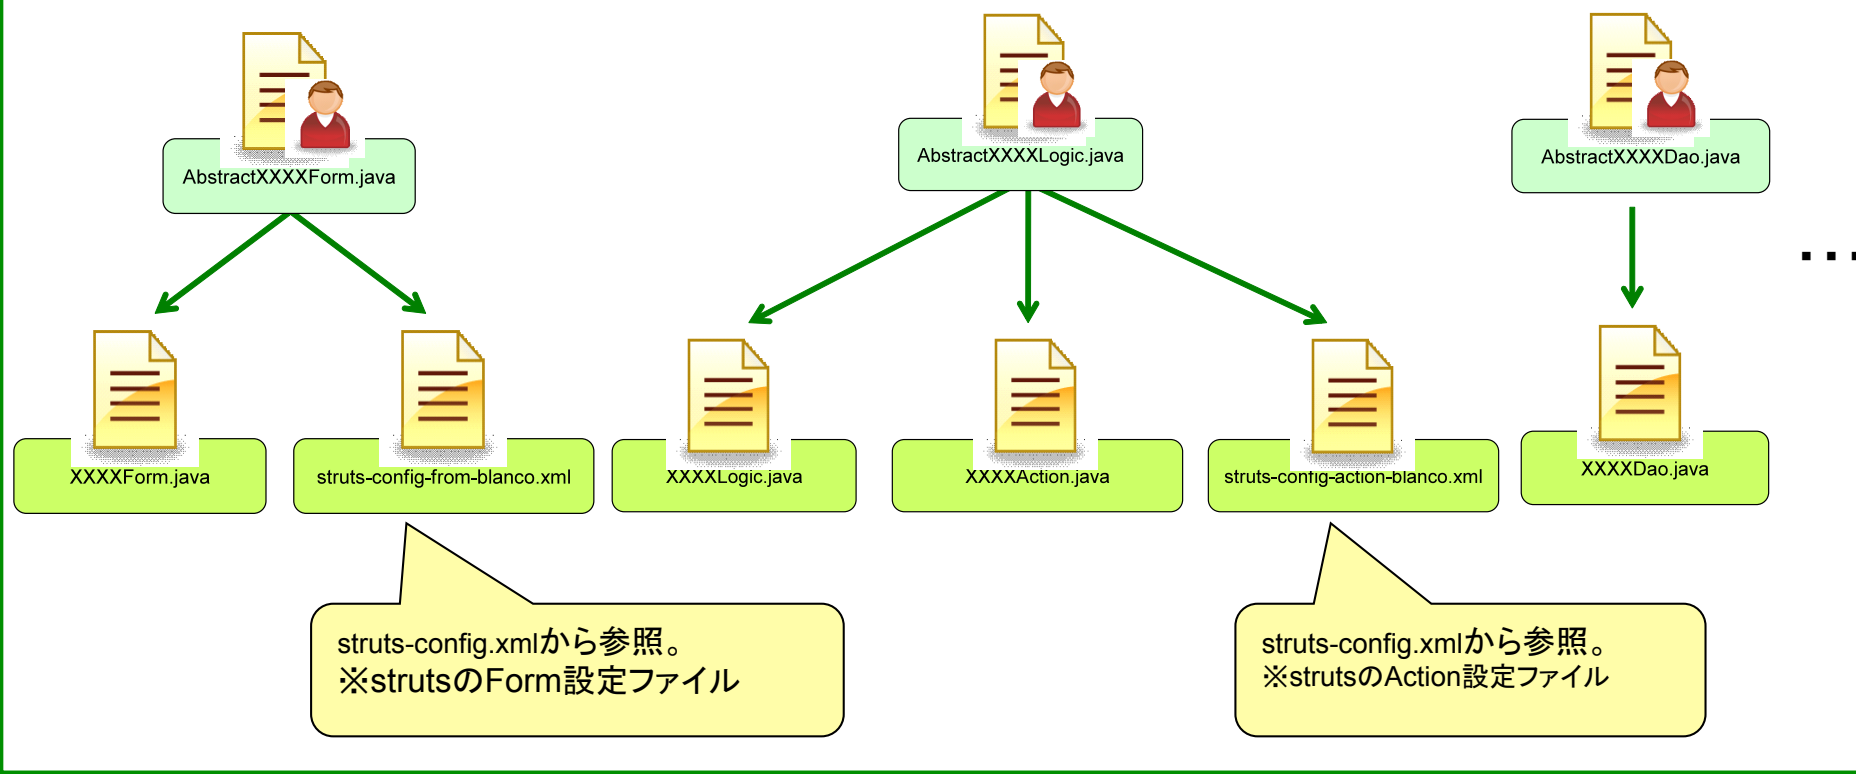 AbstractXXXXForm.java
AbstractXXXXLogic.java
AbstractXXXXDao.java
...
XXXXForm.java
struts-config-from-blanco.xml
XXXXLogic.java
XXXXAction.java
struts-config-action-blanco.xml
XXXXDao.java
struts-config.xmlから参照。
※strutsのForm設定ファイル
struts-config.xmlから参照。
※strutsのAction設定ファイル